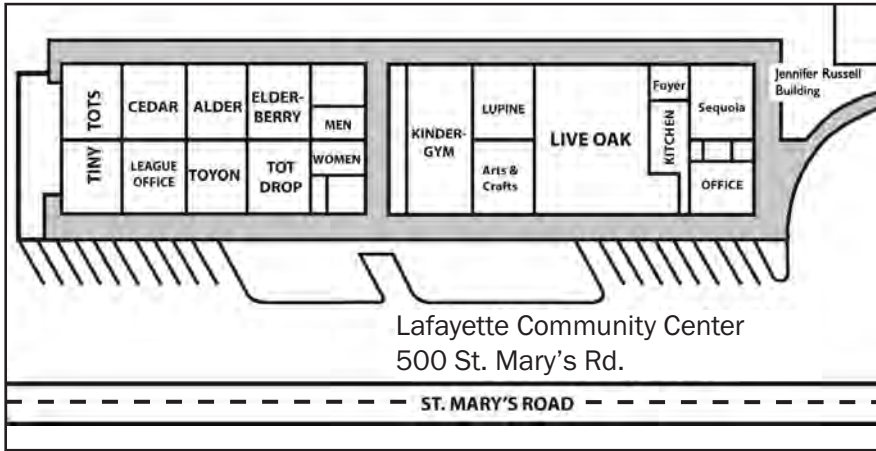 Jennifer Russell
Building
TINY TOTS
CEDAR
ALDER
ELDER-
BERRY
MEN
WOMEN
LEAGUE
OFFICE
TOYON
TOT
DROP
KINDER-
GYM
LUPINE
Arts &
Crafts
LIVE OAK
Foyer
KITCHEN
Sequoia
OFFICE
Lafayette Community Center
500 St. Mary's Rd.
ST. MARY'S ROAD